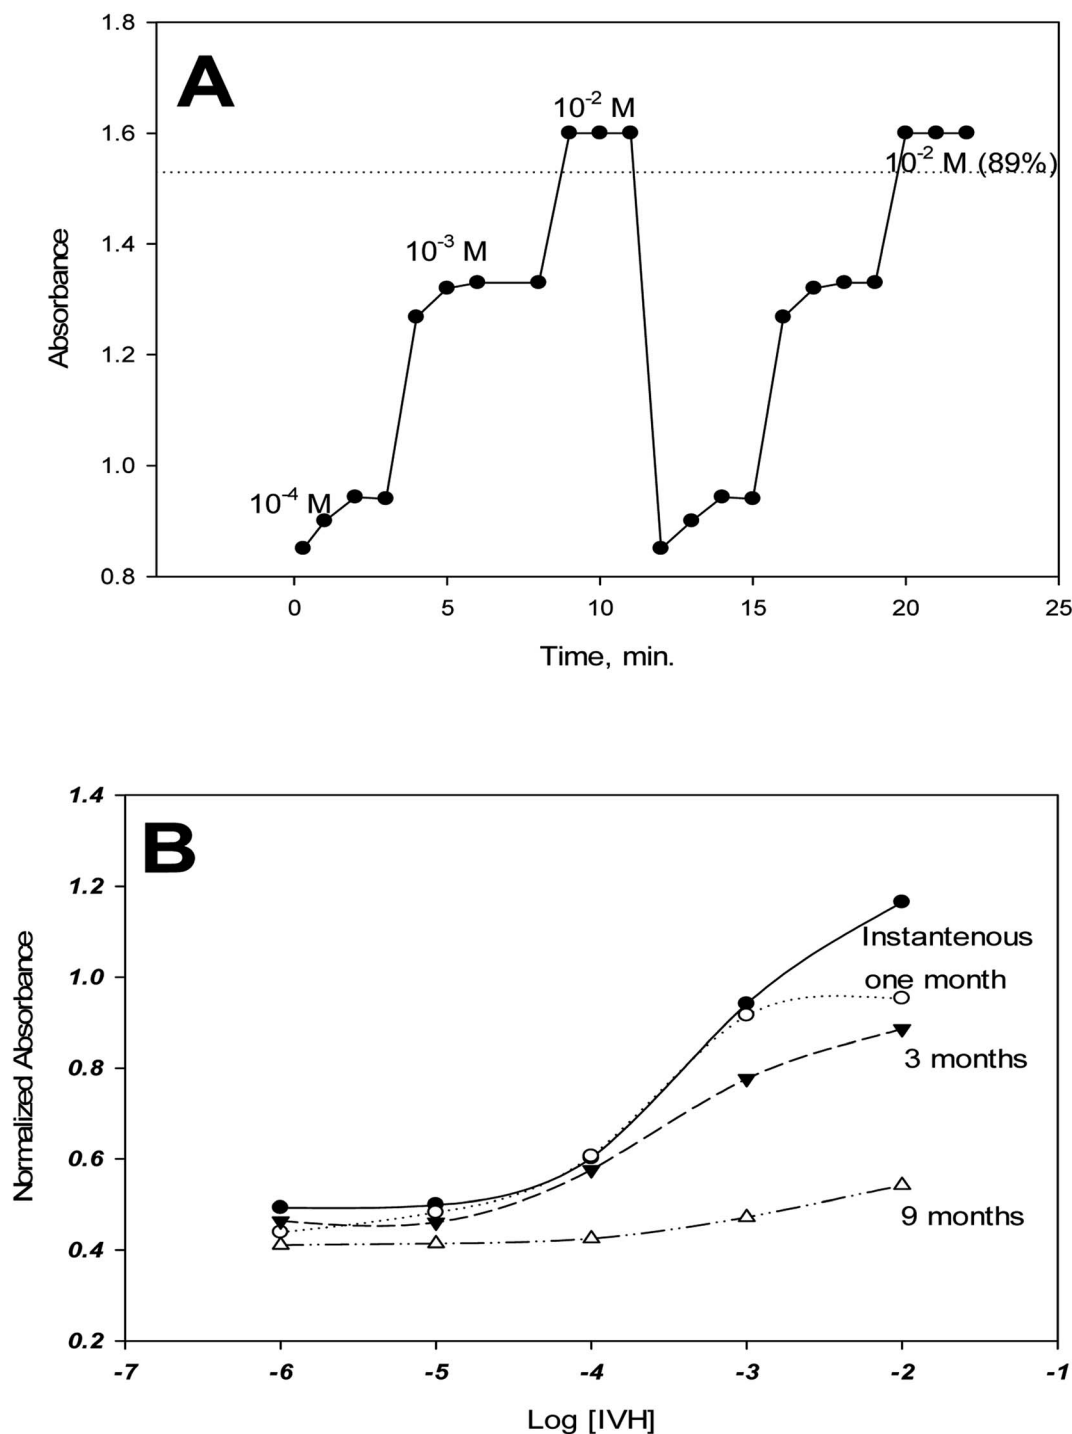 A
1.8
1.6
1.4
1.2
1.0
0.8
Absorbance
10⁻⁴ M
10⁻³ M
10⁻² M
10⁻² M (89%)
0 5 10 15 20 25
Time, min.
B
1.4
1.2
1.0
0.8
0.6
0.4
0.2
Normalized Absorbance
Instantenous
one month
3 months
9 months
-7 -6 -5 -4 -3 -2 -1
Log [IVH]